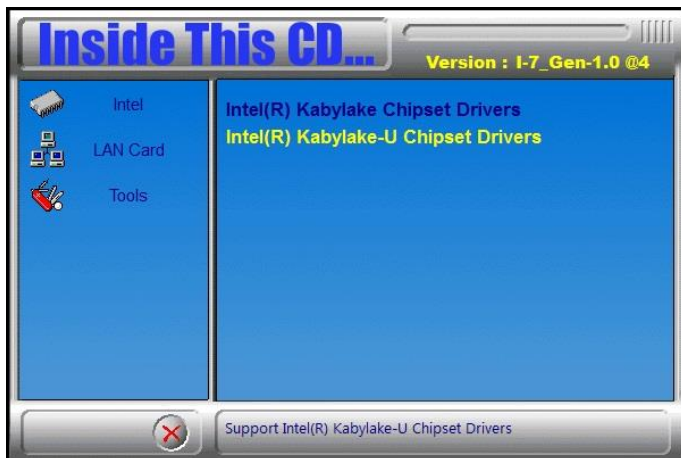 Inside This CD...
Version : I-7_Gen-1.0 @4
Intel
LAN Card
Tools
Intel(R) Kabylake Chipset Drivers
Intel(R) Kabylake-U Chipset Drivers
Support Intel(R) Kabylake-U Chipset Drivers